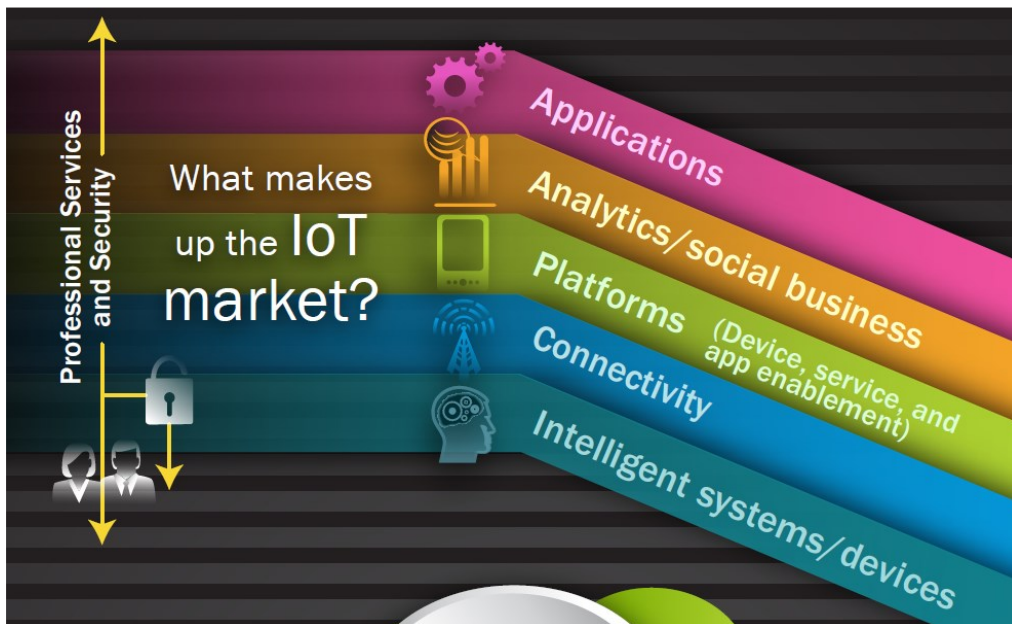 Professional Services
and Security
What makes
up the IoT
market?
Applications
Analytics/social business
Platforms
(Device, service, and
app enablement)
Connectivity
Intelligent systems/devices